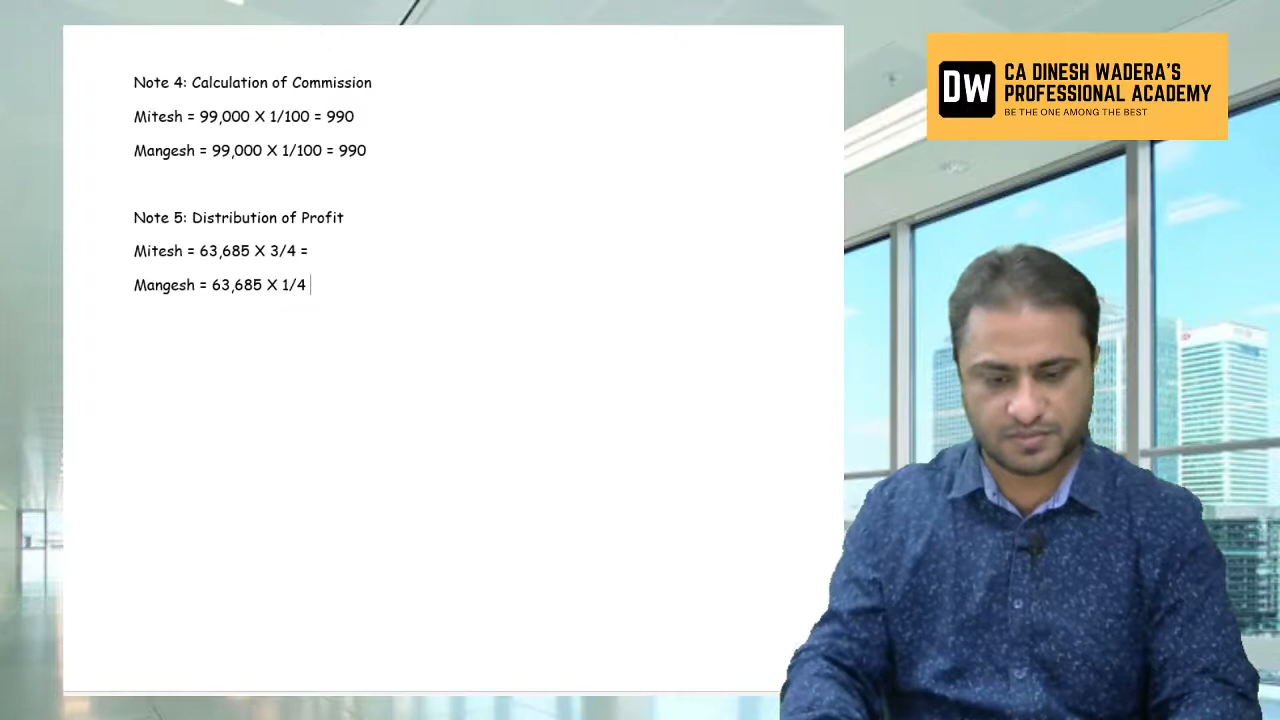 Note 4: Calculation of Commission
Mitesh = 99,000 X 1/100 = 990
Mangesh = 99,000 X 1/100 = 990
Note 5: Distribution of Profit
Mitesh = 63,685 X 3/4 =
Mangesh = 63,685 X 1/4
DW
CA DINESH WADERA'S
PROFESSIONAL ACADEMY
BE THE ONE AMONG THE BEST